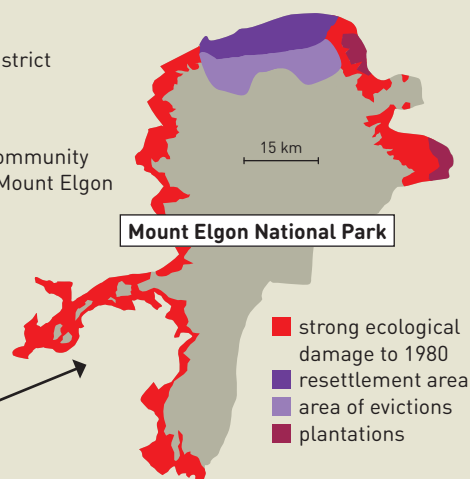 strict
ommunity
Mount Elgon
15 km
Mount Elgon National Park
strong ecological
damage to 1980
resettlement area
area of evictions
plantations